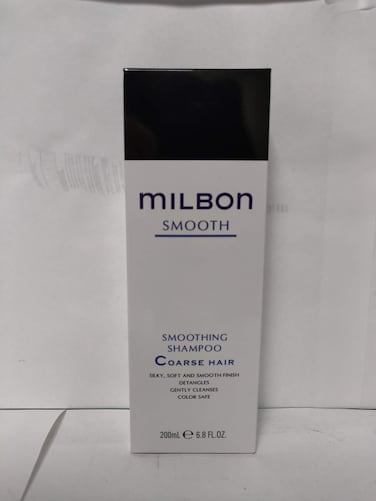 MILBON
SMOOTH
SMOOTHING
SHAMPOO
COARSE HAIR
SILKY, SOFT AND SMOOTH FINISH
DETANGLES
GENTLY CLEANSES
COLOR SAFE
200mL ℮ 6.8 FL.OZ.